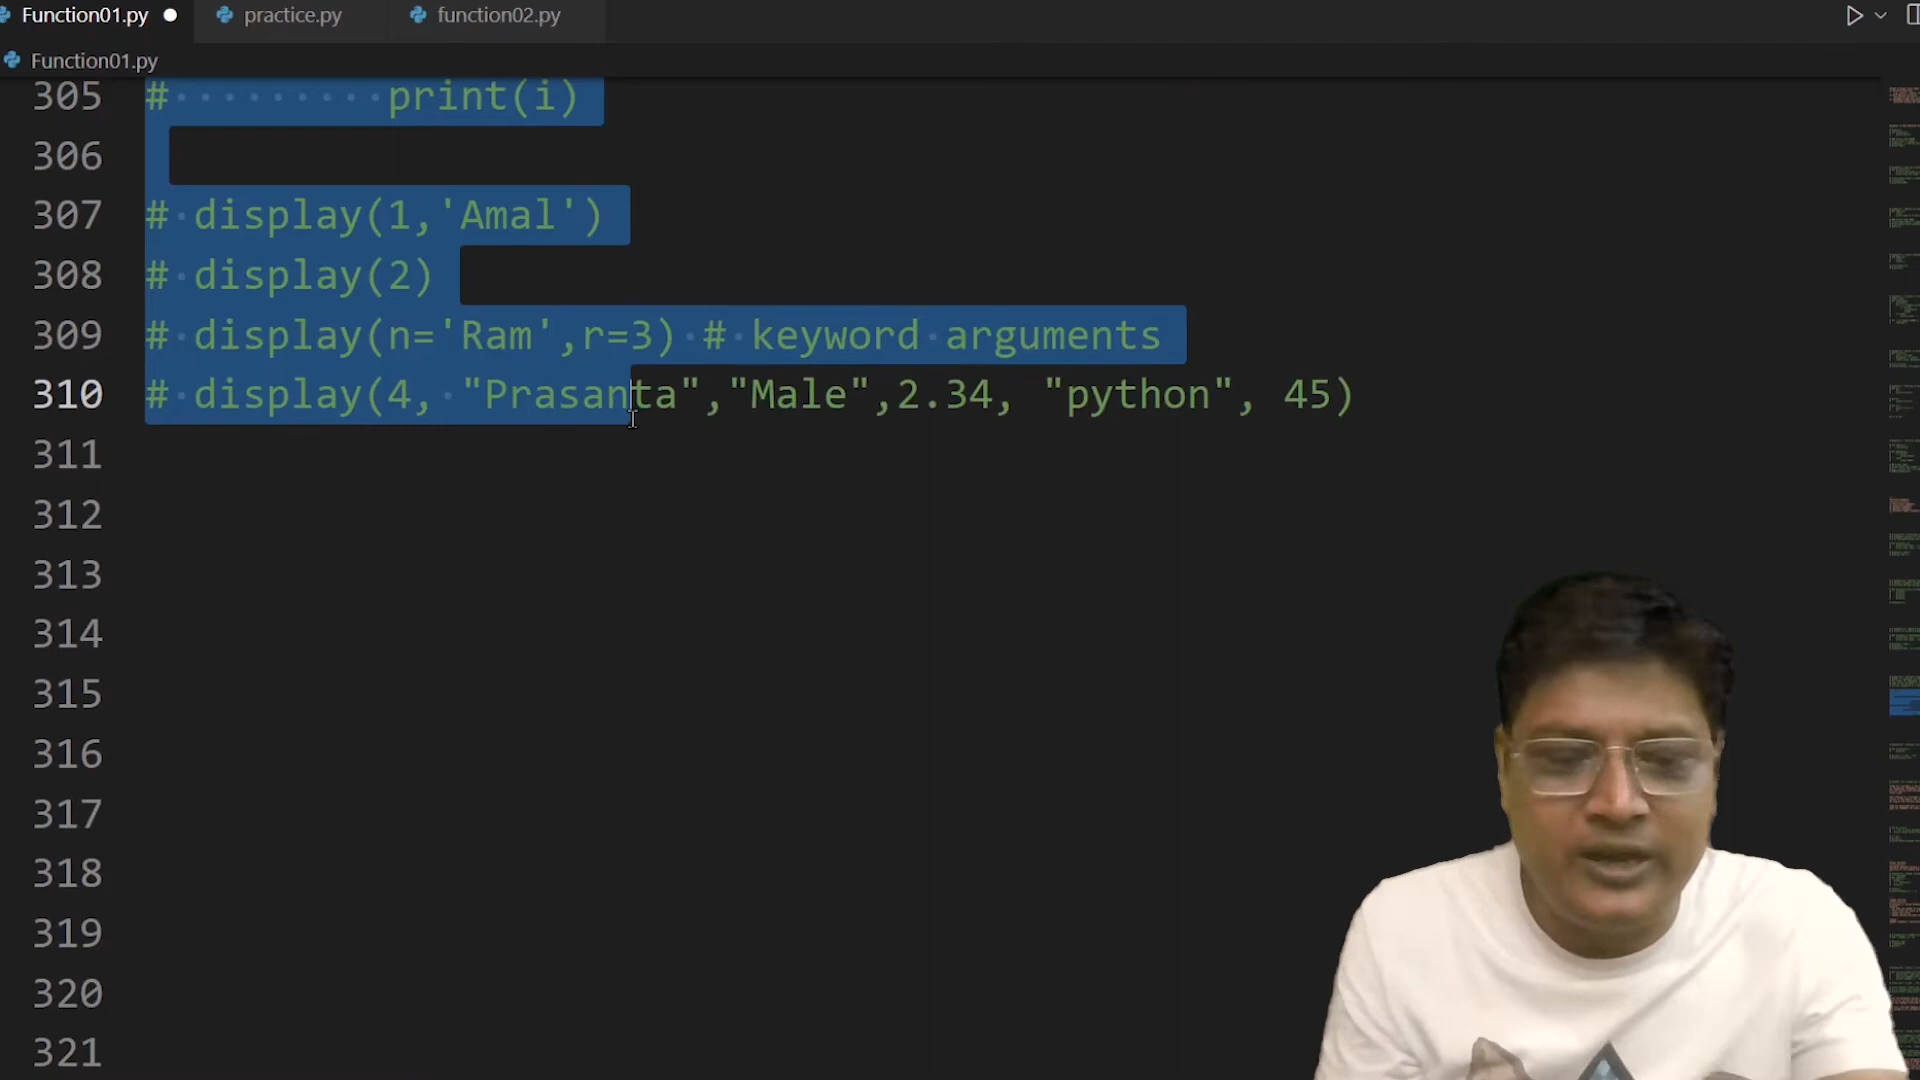 Function01.py practice.py function02.py
Function01.py
305 # print(i)
306
307 # display(1,'Amal')
308 # display(2)
309 # display(n='Ram',r=3) # keyword arguments
310 # display(4, "Prasanta","Male",2.34, "python", 45)
311
312
313
314
315
316
317
318
319
320
321